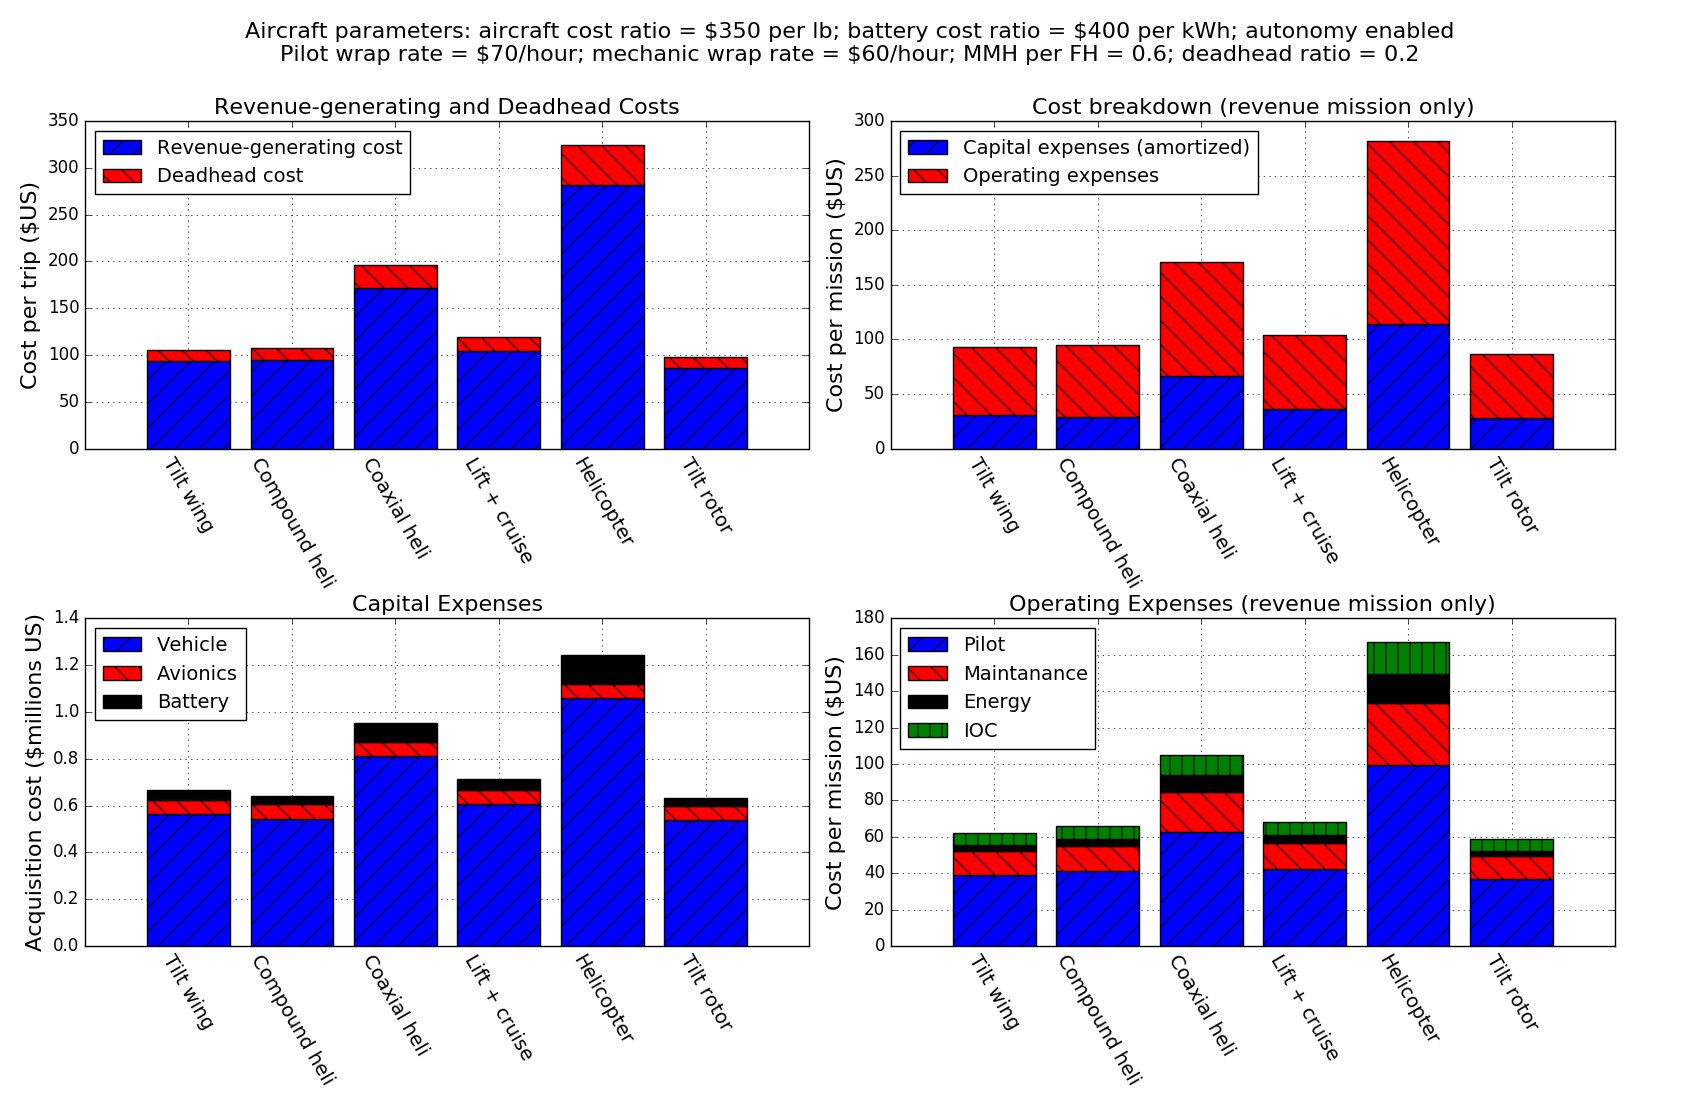 Aircraft parameters: aircraft cost ratio = $350 per lb; battery cost ratio = $400 per kWh; autonomy enabled
Pilot wrap rate = $70/hour; mechanic wrap rate = $60/hour; MMH per FH = 0.6; deadhead ratio = 0.2
Revenue-generating and Deadhead Costs
Cost per trip ($US)
350
300
250
200
150
100
50
0
Revenue-generating cost
Deadhead cost
Tilt wing
Compound heli
Coaxial heli
Lift + cruise
Helicopter
Tilt rotor
Cost breakdown (revenue mission only)
Cost per mission ($US)
300
250
200
150
100
50
0
Capital expenses (amortized)
Operating expenses
Tilt wing
Compound heli
Coaxial heli
Lift + cruise
Helicopter
Tilt rotor
Capital Expenses
Acquisition cost ($millions US)
1.4
1.2
1.0
0.8
0.6
0.4
0.2
0.0
Vehicle
Avionics
Battery
Tilt wing
Compound heli
Coaxial heli
Lift + cruise
Helicopter
Tilt rotor
Operating Expenses (revenue mission only)
Cost per mission ($US)
180
160
140
120
100
80
60
40
20
0
Pilot
Maintanance
Energy
IOC
Tilt wing
Compound heli
Coaxial heli
Lift + cruise
Helicopter
Tilt rotor